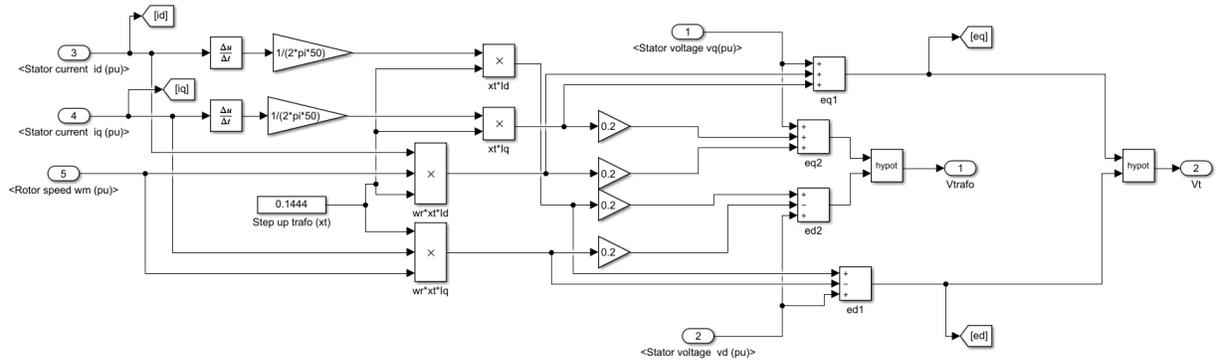 [id]
3
<Stator current  id (pu)>
Δu
Δt
1/(2*pi*50)
×
xt*Id
1
<Stator voltage vq(pu)>
+
+
+
eq1
[eq]
[iq]
4
<Stator current  iq (pu)>
Δu
Δt
1/(2*pi*50)
×
xt*Iq
0.2
+
+
+
eq2
5
<Rotor speed wm (pu)>
×
wr*xt*Id
0.2
hypot
1
Vtrafo
hypot
2
Vt
0.1444
Step up trafo (xt)
0.2
+
−
+
ed2
×
wr*xt*Iq
0.2
+
−
+
ed1
2
<Stator voltage  vd (pu)>
[ed]